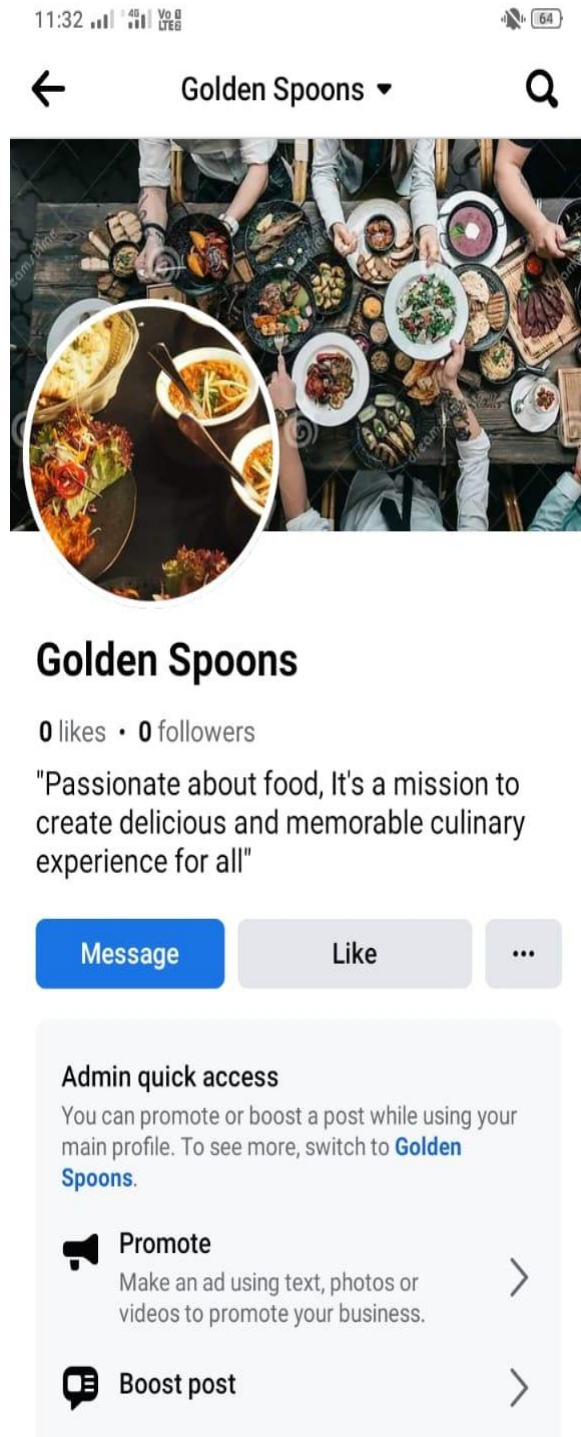 11:32 4G Vo LTE 64
Golden Spoons
Golden Spoons
0 likes • 0 followers
"Passionate about food, It's a mission to
create delicious and memorable culinary
experience for all"
Message Like ...
Admin quick access
You can promote or boost a post while using your
main profile. To see more, switch to Golden
Spoons.
Promote
Make an ad using text, photos or
videos to promote your business.
Boost post